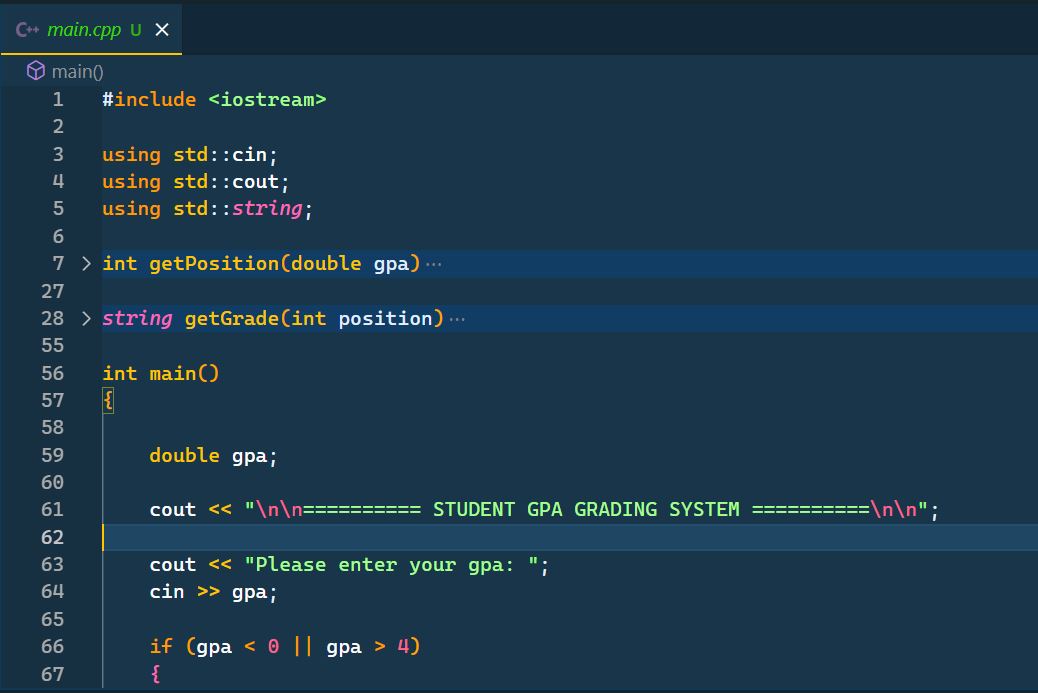 C++ main.cpp U ×
main()
1 #include <iostream>
2
3 using std::cin;
4 using std::cout;
5 using std::string;
6
7 > int getPosition(double gpa) ···
27
28 > string getGrade(int position) ···
55
56 int main()
57 {
58
59 double gpa;
60
61 cout << "\n\n========== STUDENT GPA GRADING SYSTEM ==========\n\n";
62
63 cout << "Please enter your gpa: ";
64 cin >> gpa;
65
66 if (gpa < 0 || gpa > 4)
67 {